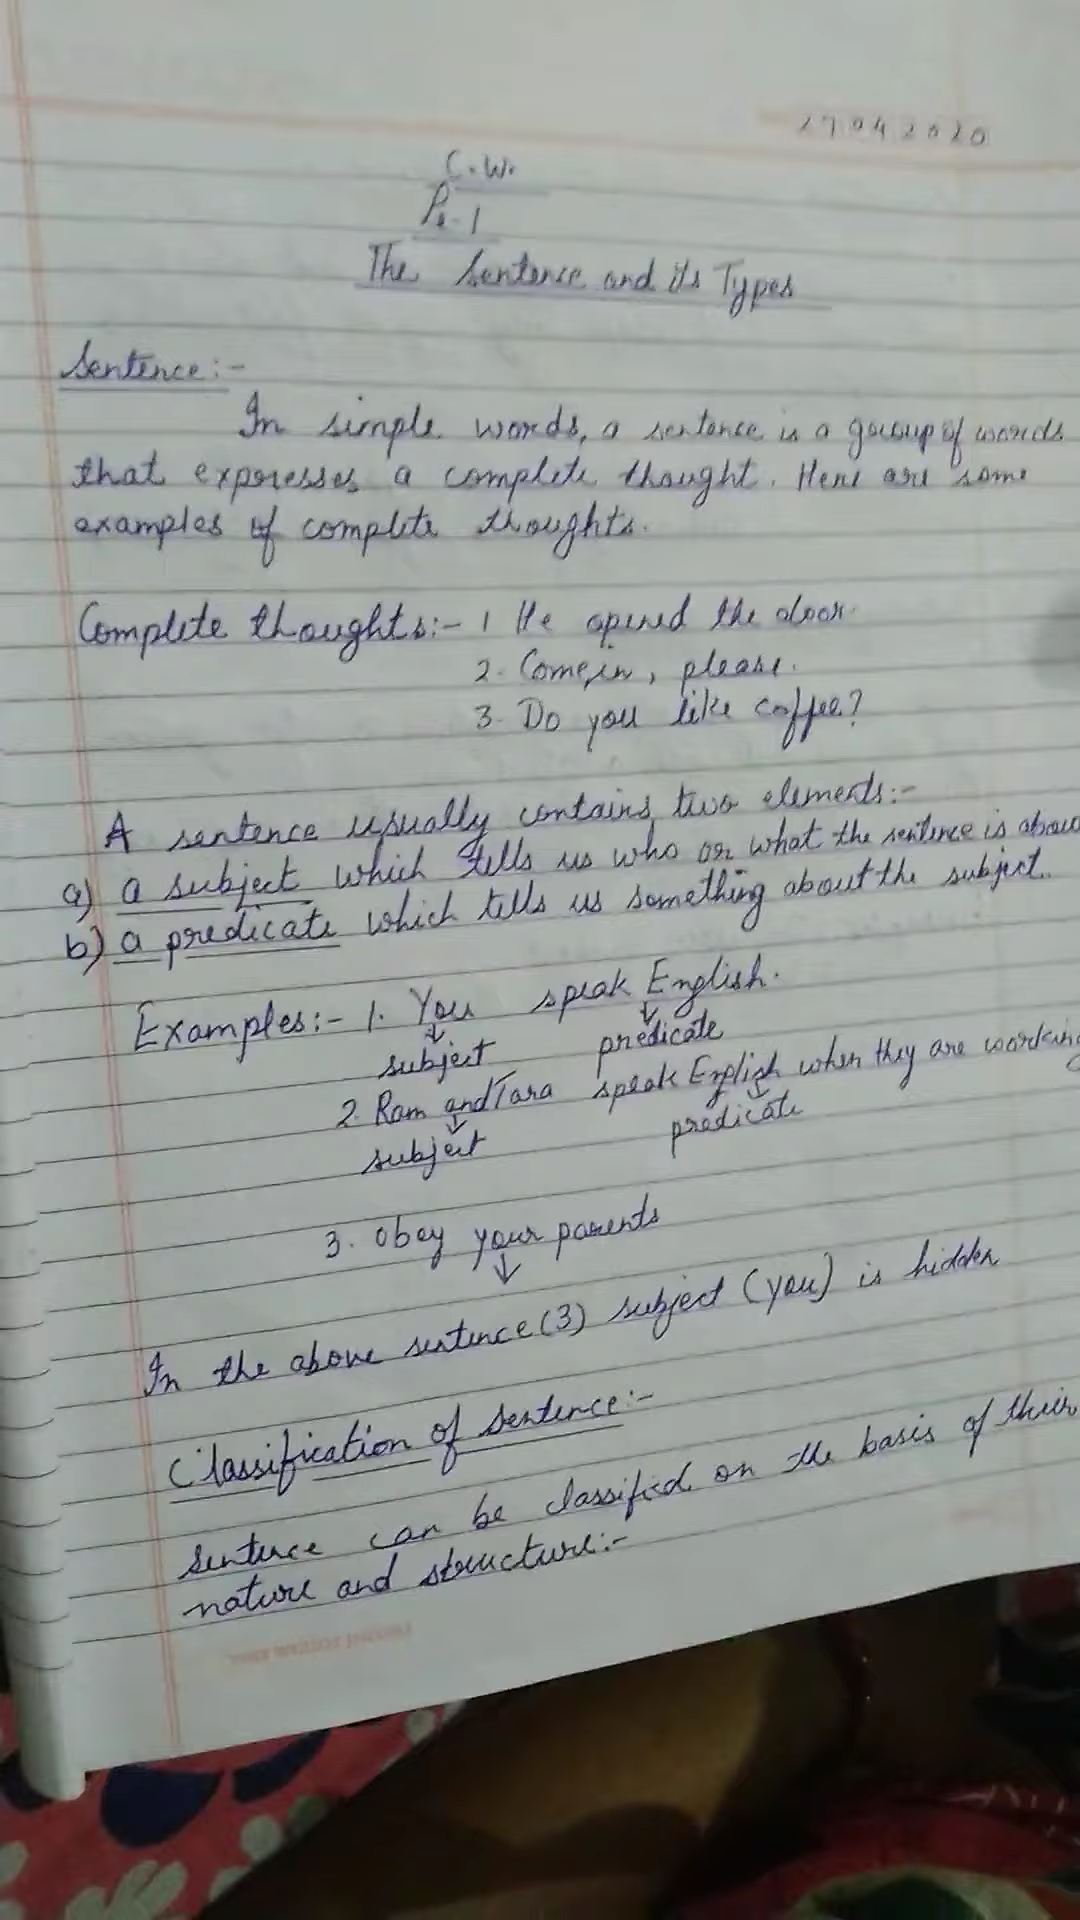 27042020
C.W.
P.-1
The Sentence and its Types
Sentence:-
In simple words, a sentence is a group of words
that expresses a complete thought. Here are some
examples of complete thoughts.
Complete thoughts:- 1 He opened the door.
2. Come in, please.
3. Do you like coffee?
A sentence usually contains two elements:-
a) a subject which tells us who or what the sentence is about
b) a predicate which tells us something about the subject.
Examples:- 1. You speak English.
subject predicate
2. Ram and Tara speak English when they are working
subject predicate
3. Obey your parents
In the above sentence (3) subject (you) is hidden
Classification of Sentence:-
Sentence can be classified on the basis of their
nature and structure:-